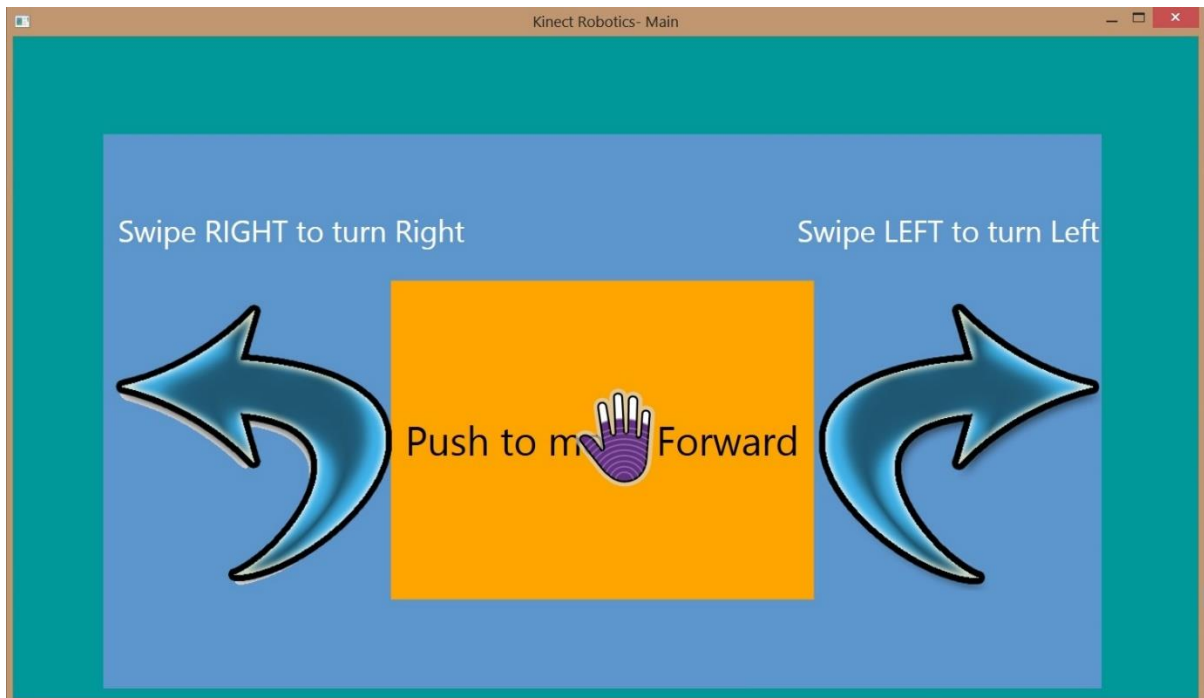 Kinect Robotics- Main
Swipe RIGHT to turn Right
Swipe LEFT to turn Left
Push to m Forward